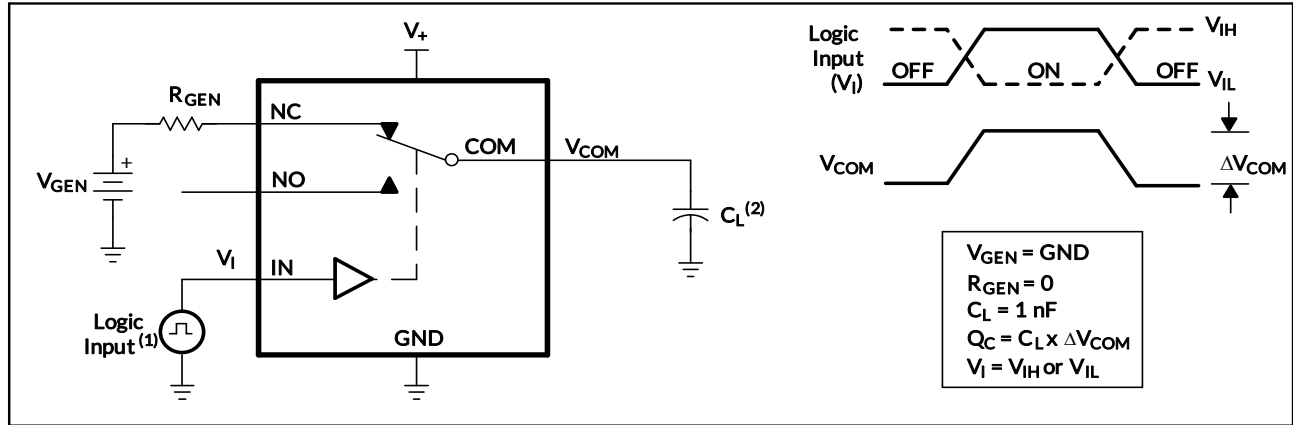 V+
RGEN
NC
COM
VCOM
VGEN
+
NO
CL(2)
VI
IN
Logic
Input(1)
GND
Logic
Input
(VI)
OFF
ON
OFF
VIH
VIL
VCOM
ΔVCOM
VGEN = GND
RGEN = 0
CL = 1 nF
QC = CL x ΔVCOM
VI = VIH or VIL